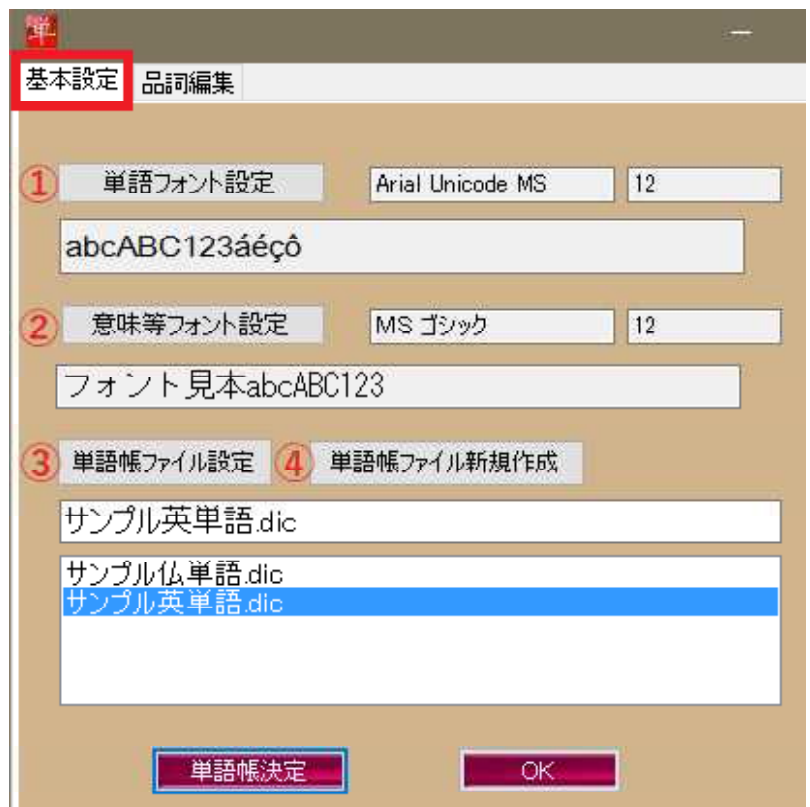 単
基本設定 品詞編集
① 単語フォント設定 Arial Unicode MS 12
abcABC123áéçô
② 意味等フォント設定 MS ゴシック 12
フォント見本abcABC123
③ 単語帳ファイル設定 ④ 単語帳ファイル新規作成
サンプル英単語.dic
サンプル仏単語.dic
サンプル英単語.dic
単語帳決定 OK